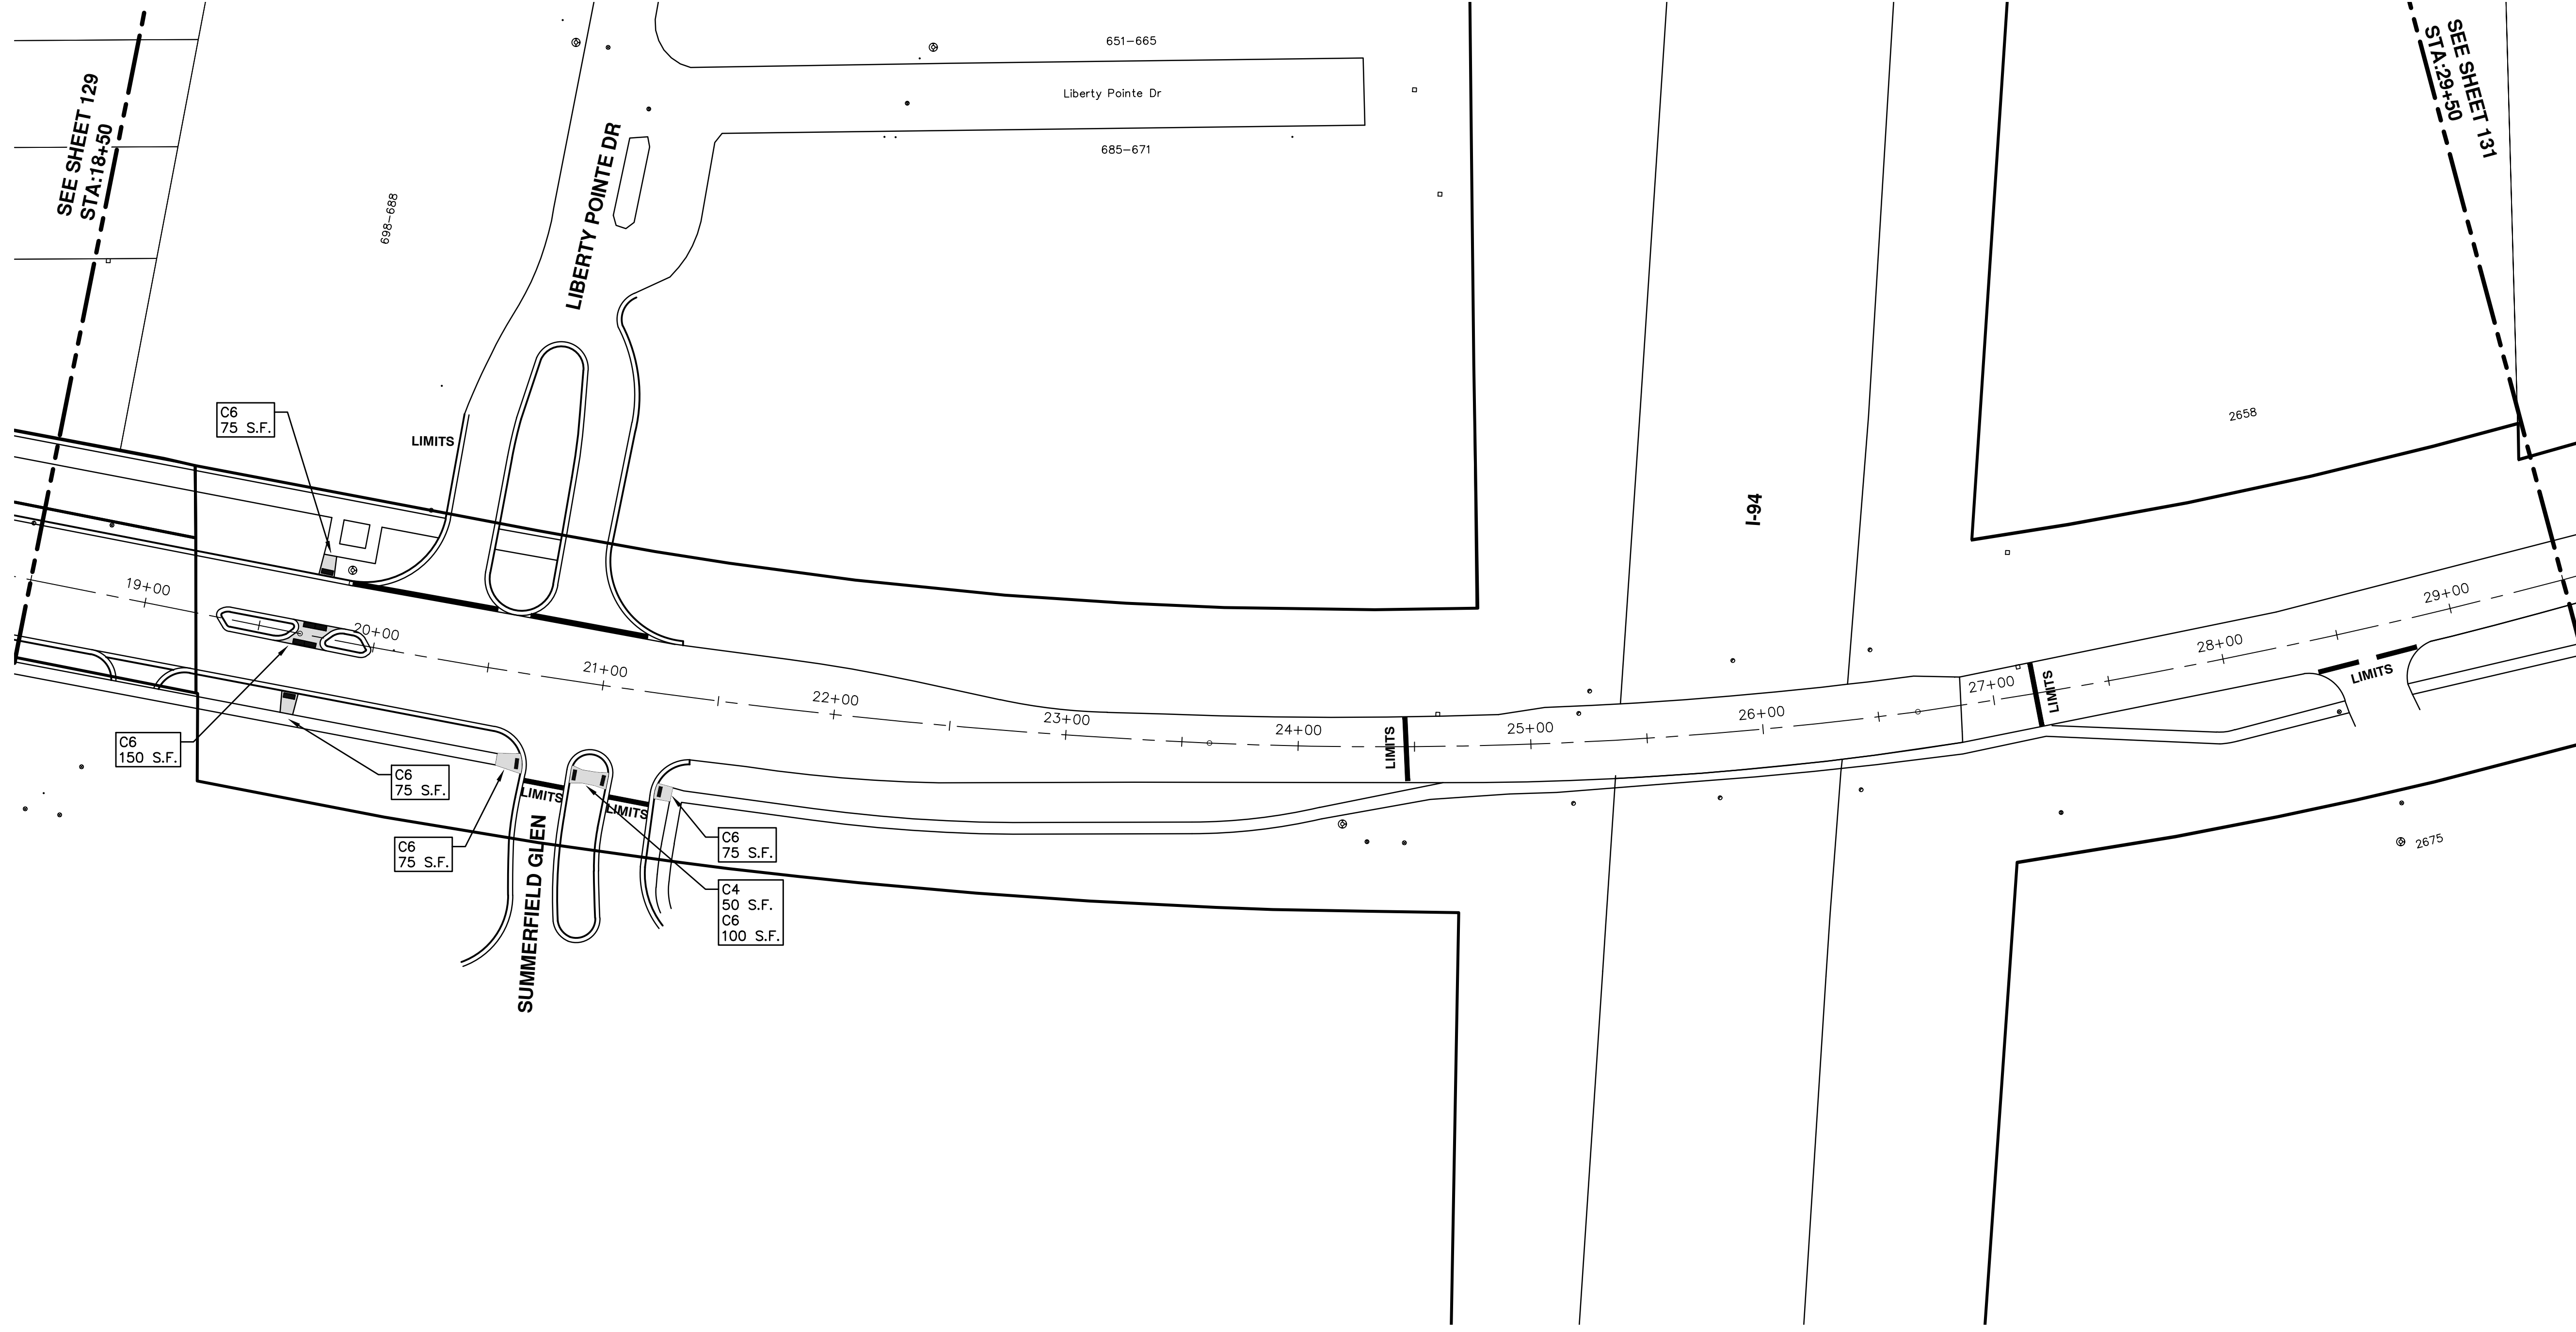 651-665
Liberty Pointe Dr
685-671
SEE SHEET 129
STA:18+50
SEE SHEET 131
STA:29+50
698-688
LIBERTY POINTE DR
C6
75 S.F.
LIMITS
2658
I-94
19+00
20+00
21+00
22+00
23+00
24+00
25+00
26+00
27+00
28+00
29+00
LIMITS
LIMITS
LIMITS
C6
150 S.F.
C6
75 S.F.
LIMITS
LIMITS
C6
75 S.F.
C6
75 S.F.
C4
50 S.F.
C6
100 S.F.
SUMMERFIELD GLEN
2675